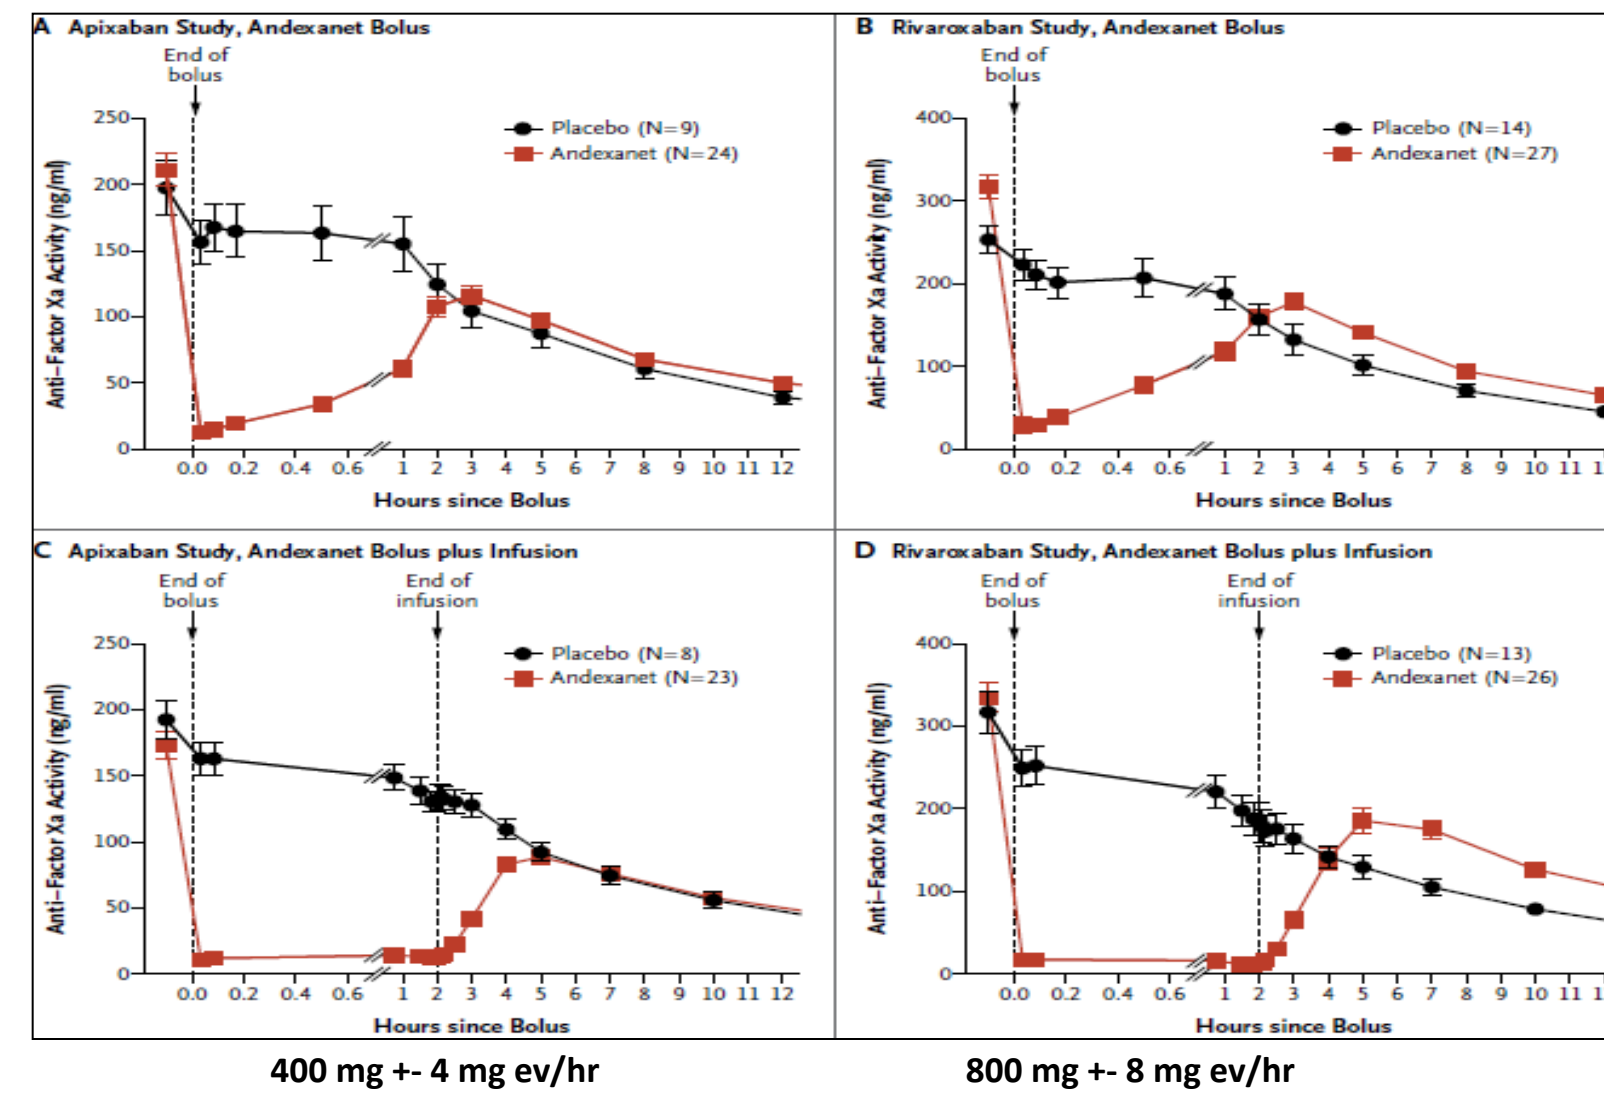 A Apixaban Study, Andexanet Bolus
End of
bolus
Placebo (N=9)
Andexanet (N=24)
Anti–Factor Xa Activity (ng/ml)
250
200
150
100
50
0
0.0 0.2 0.4 0.6 1 2 3 4 5 6 7 8 9 10 11 12
Hours since Bolus
B Rivaroxaban Study, Andexanet Bolus
End of
bolus
Placebo (N=14)
Andexanet (N=27)
Anti–Factor Xa Activity (ng/ml)
400
300
200
100
0
0.0 0.2 0.4 0.6 1 2 3 4 5 6 7 8 9 10 11 1
Hours since Bolus
C Apixaban Study, Andexanet Bolus plus Infusion
End of
bolus
End of
infusion
Placebo (N=8)
Andexanet (N=23)
Anti–Factor Xa Activity (ng/ml)
250
200
150
100
50
0
0.0 0.2 0.4 0.6 1 2 3 4 5 6 7 8 9 10 11 12
Hours since Bolus
D Rivaroxaban Study, Andexanet Bolus plus Infusion
End of
bolus
End of
infusion
Placebo (N=13)
Andexanet (N=26)
Anti–Factor Xa Activity (ng/ml)
400
300
200
100
0
0.0 0.2 0.4 0.6 1 2 3 4 5 6 7 8 9 10 11 1
Hours since Bolus
400 mg +- 4 mg ev/hr
800 mg +- 8 mg ev/hr